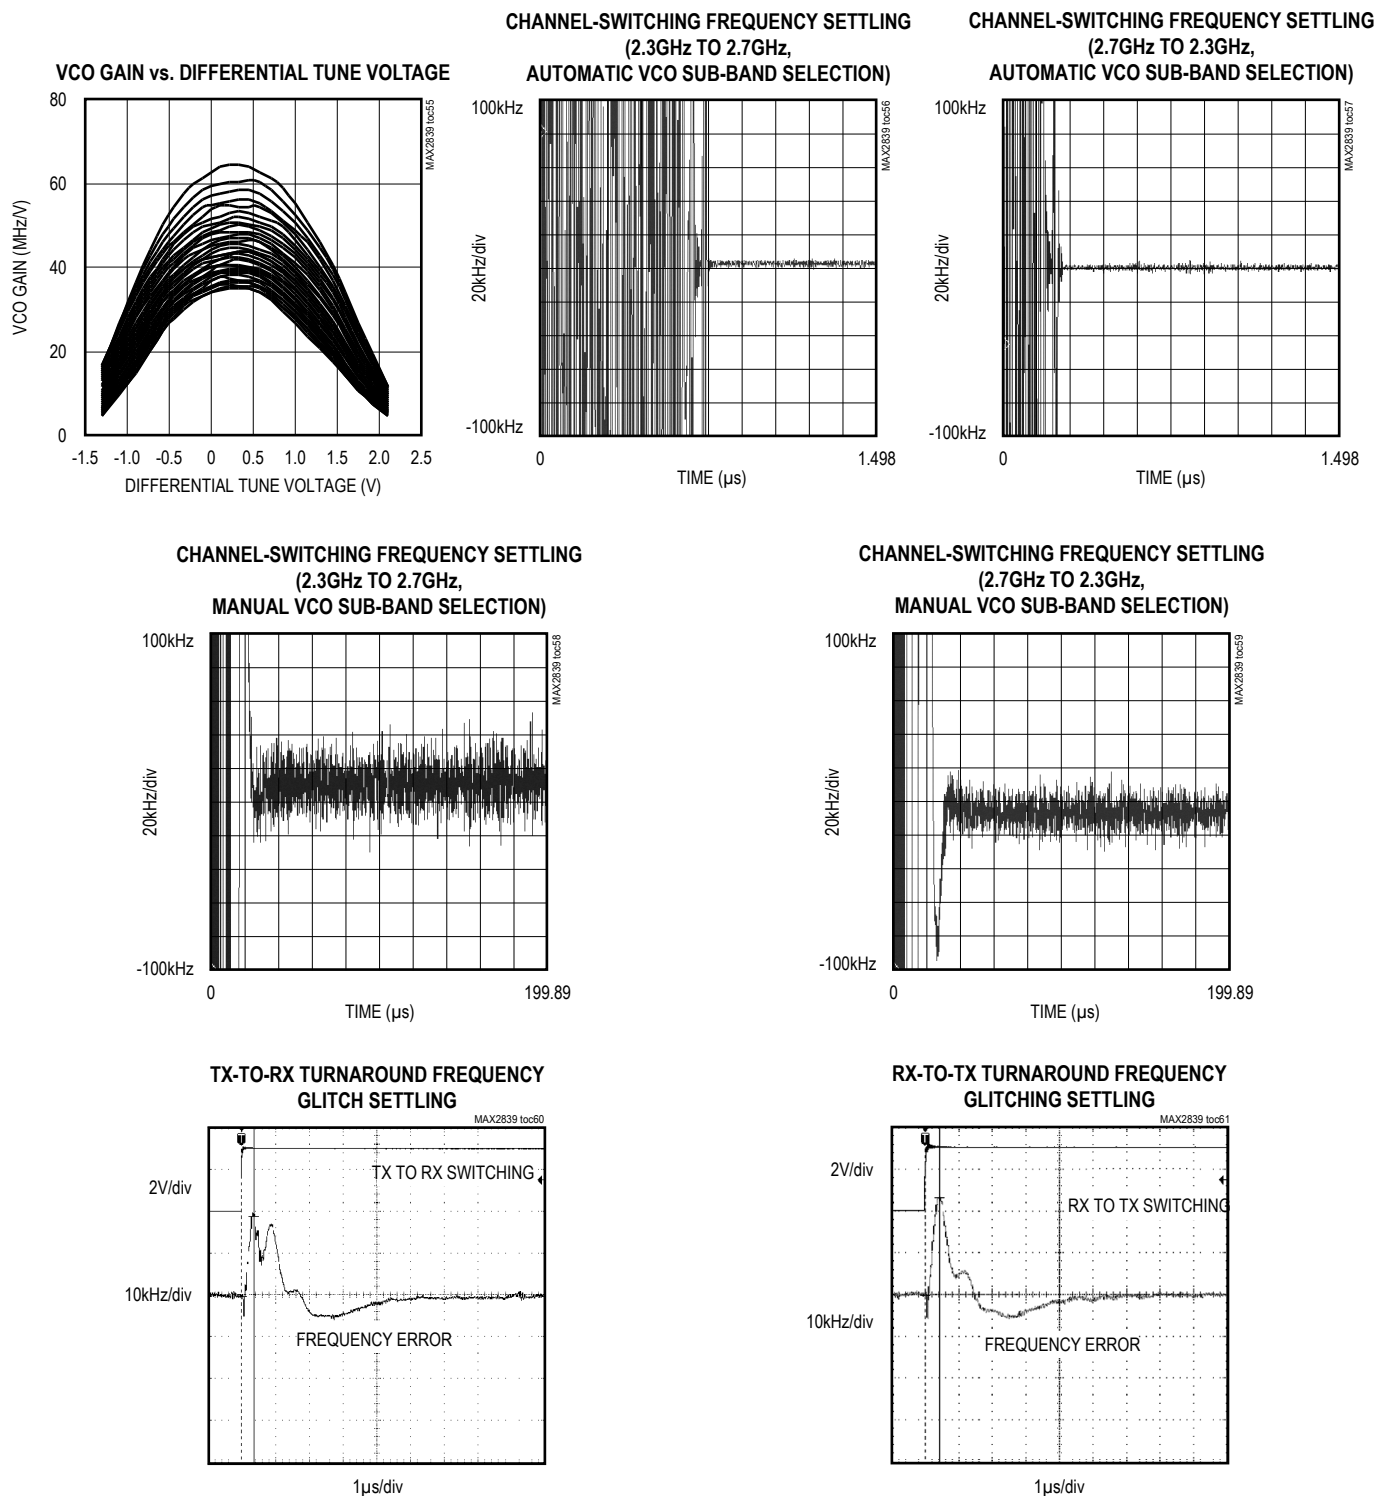 VCO GAIN vs. DIFFERENTIAL TUNE VOLTAGE
MAX2839 toc55
VCO GAIN (MHz/V)
80
60
40
20
0
-1.5 -1.0 -0.5 0 0.5 1.0 1.5 2.0 2.5
DIFFERENTIAL TUNE VOLTAGE (V)
CHANNEL-SWITCHING FREQUENCY SETTLING
(2.3GHz TO 2.7GHz,
AUTOMATIC VCO SUB-BAND SELECTION)
MAX2839 toc56
100kHz
20kHz/div
-100kHz
0 1.498
TIME (µs)
CHANNEL-SWITCHING FREQUENCY SETTLING
(2.7GHz TO 2.3GHz,
AUTOMATIC VCO SUB-BAND SELECTION)
MAX2839 toc57
100kHz
20kHz/div
-100kHz
0 1.498
TIME (µs)
CHANNEL-SWITCHING FREQUENCY SETTLING
(2.3GHz TO 2.7GHz,
MANUAL VCO SUB-BAND SELECTION)
MAX2839 toc58
100kHz
20kHz/div
-100kHz
0 199.89
TIME (µs)
CHANNEL-SWITCHING FREQUENCY SETTLING
(2.7GHz TO 2.3GHz,
MANUAL VCO SUB-BAND SELECTION)
MAX2839 toc59
100kHz
20kHz/div
-100kHz
0 199.89
TIME (µs)
TX-TO-RX TURNAROUND FREQUENCY
GLITCH SETTLING
MAX2839 toc60
T
TX TO RX SWITCHING
2V/div
10kHz/div
FREQUENCY ERROR
1µs/div
RX-TO-TX TURNAROUND FREQUENCY
GLITCHING SETTLING
MAX2839 toc61
T
2V/div
RX TO TX SWITCHING
10kHz/div
FREQUENCY ERROR
1µs/div